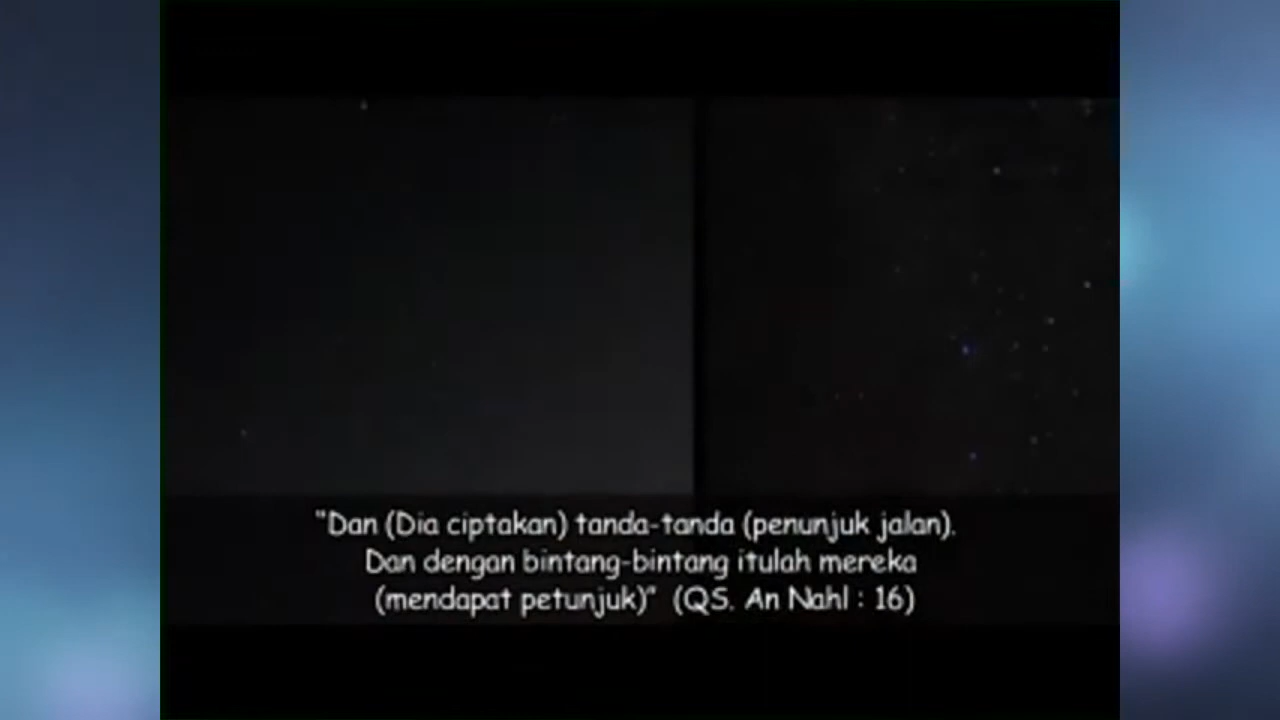 "Dan (Dia ciptakan) tanda-tanda (penunjuk jalan).
Dan dengan bintang-bintang itulah mereka
(mendapat petunjuk)" (QS. An Nahl : 16)